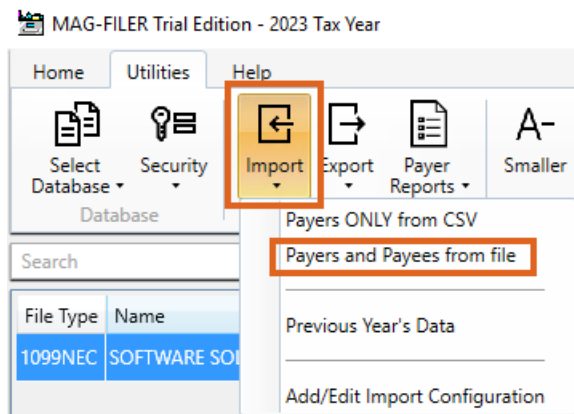 MAG-FILER Trial Edition - 2023 Tax Year
Home Utilities Help
Select Database Security Import Export Payer Reports A- Smaller
Database
Payers ONLY from CSV
Search
Payers and Payees from file
File Type Name
Previous Year's Data
1099NEC SOFTWARE
Add/Edit Import Configuration